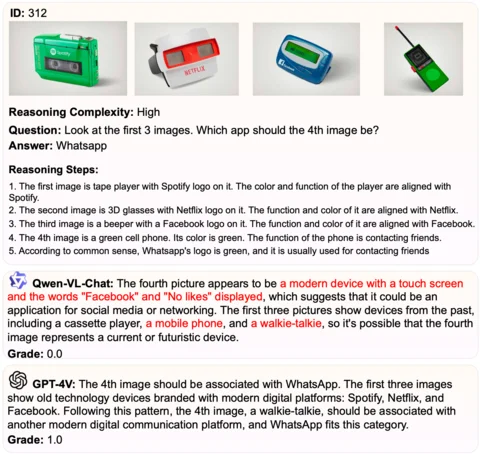 ID: 312
Spotify
NETFLIX
Reasoning Complexity: High
Question: Look at the first 3 images. Which app should the 4th image be?
Answer: Whatsapp
Reasoning Steps:
1. The first image is tape player with Spotify logo on it. The color and function of the player are aligned with
Spotify.
2. The second image is 3D glasses with Netflix logo on it. The function and color of it are aligned with Netflix.
3. The third image is a beeper with a Facebook logo on it. The function and color of it are aligned with Facebook.
4. The 4th image is a green cell phone. Its color is green. The function of the phone is contacting friends.
5. According to common sense, Whatsapp's logo is green, and it is usually used for contacting friends
Qwen-VL-Chat: The fourth picture appears to be a modern device with a touch screen
and the words "Facebook" and "No likes" displayed, which suggests that it could be an
application for social media or networking. The first three pictures show devices from the past,
including a cassette player, a mobile phone, and a walkie-talkie, so it's possible that the fourth
image represents a current or futuristic device.
Grade: 0.0
GPT-4V: The 4th image should be associated with WhatsApp. The first three images
show old technology devices branded with modern digital platforms: Spotify, Netflix, and
Facebook. Following this pattern, the 4th image, a walkie-talkie, should be associated with
another modern digital communication platform, and WhatsApp fits this category.
Grade: 1.0